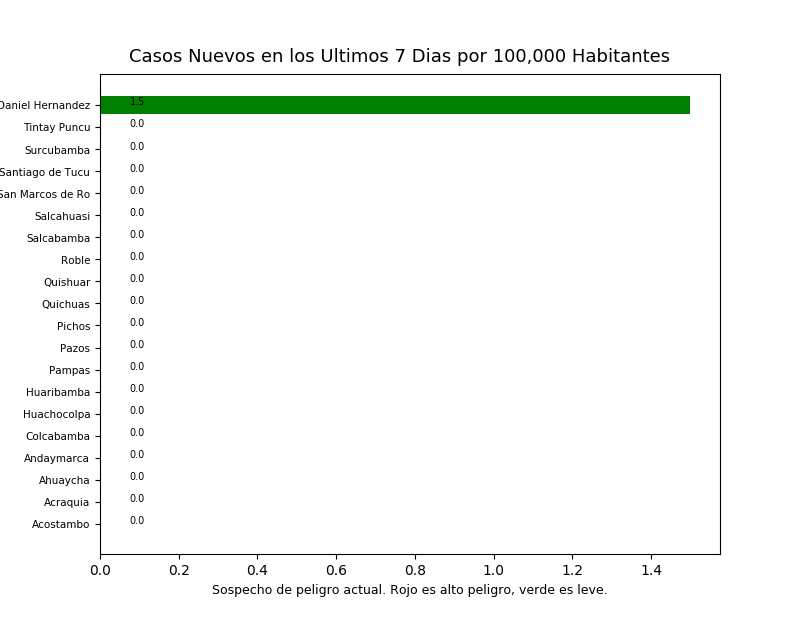 Casos Nuevos en los Ultimos 7 Dias por 100,000 Habitantes
Daniel Hernandez 1.5
Tintay Puncu 0.0
Surcubamba 0.0
Santiago de Tucu 0.0
San Marcos de Ro 0.0
Salcahuasi 0.0
Salcabamba 0.0
Roble 0.0
Quishuar 0.0
Quichuas 0.0
Pichos 0.0
Pazos 0.0
Pampas 0.0
Huaribamba 0.0
Huachocolpa 0.0
Colcabamba 0.0
Andaymarca 0.0
Ahuaycha 0.0
Acraquia 0.0
Acostambo 0.0
0.0 0.2 0.4 0.6 0.8 1.0 1.2 1.4
Sospecho de peligro actual. Rojo es alto peligro, verde es leve.